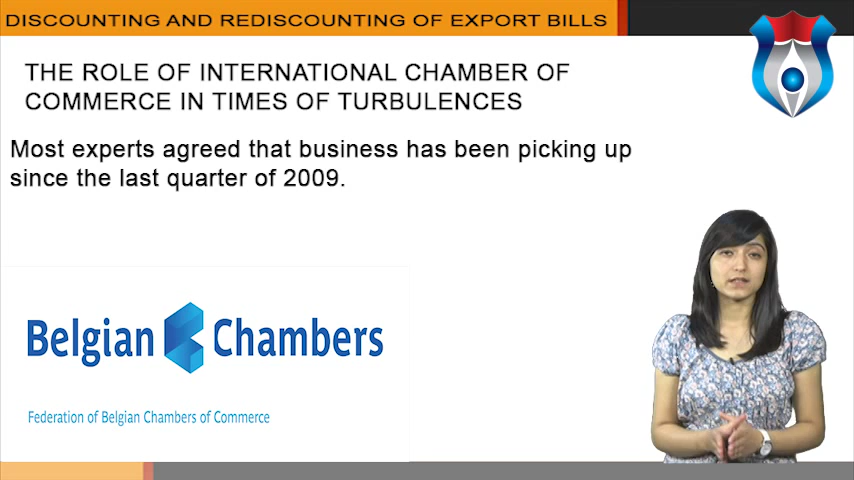 DISCOUNTING AND REDISCOUNTING OF EXPORT BILLS
THE ROLE OF INTERNATIONAL CHAMBER OF
COMMERCE IN TIMES OF TURBULENCES
Most experts agreed that business has been picking up
since the last quarter of 2009.
Belgian Chambers
Federation of Belgian Chambers of Commerce